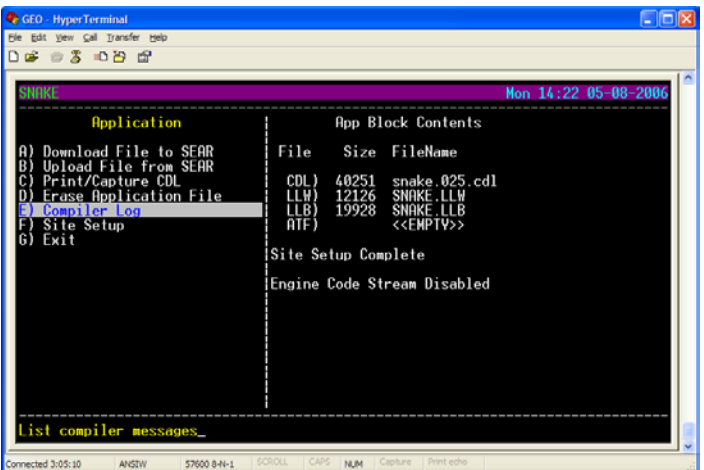 GEO - HyperTerminal
File Edit View Call Transfer Help
SNAKE Mon 14:22 05-08-2006
Application
App Block Contents
A) Download File to SEAR
B) Upload File from SEAR
C) Print/Capture CDL
D) Erase Application File
E) Compiler Log
F) Site Setup
G) Exit
File Size FileName
CDL) 40251 snake.025.cdl
LLW) 12126 SNAKE.LLW
LLB) 19928 SNAKE.LLB
ATF) <<EMPTY>>
Site Setup Complete
Engine Code Stream Disabled
List compiler messages_
Connected 3:05:10 ANSIW 57600 8-N-1 SCROLL CAPS NUM Capture Print echo